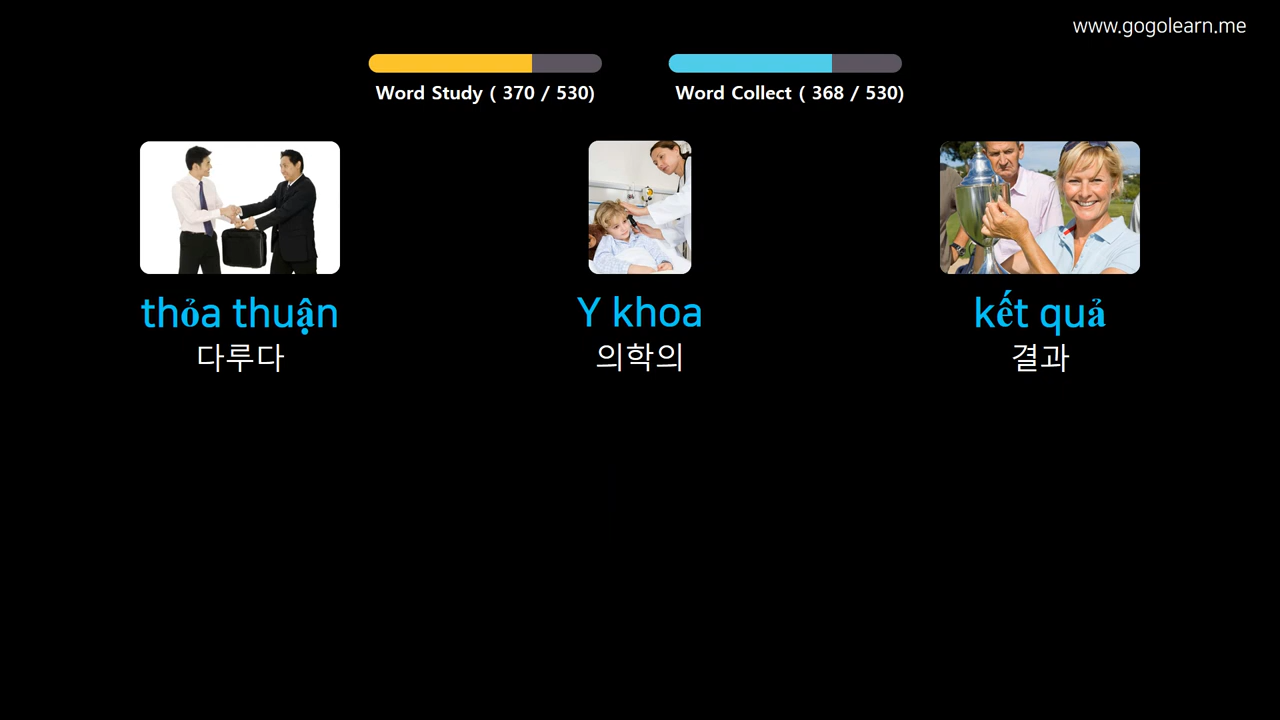 www.gogolearn.me
Word Study ( 370 / 530)
Word Collect ( 368 / 530)
thỏa thuận
다루다
Y khoa
의학의
kết quả
결과